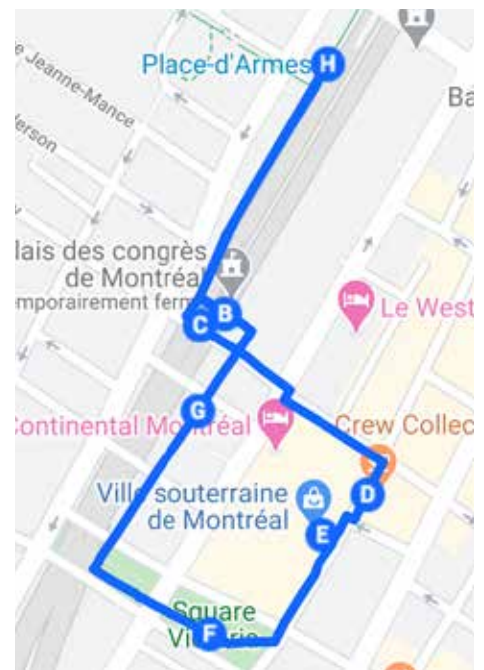 Place-d'Armes H
Ba
e Jeanne-Mance
erson
lais des congrès
de Montréal
mporairement ferm
B
C
Le West
G
Continental Montréal
Crew Collec
D
Ville souterraine
de Montréal
E
Square
F